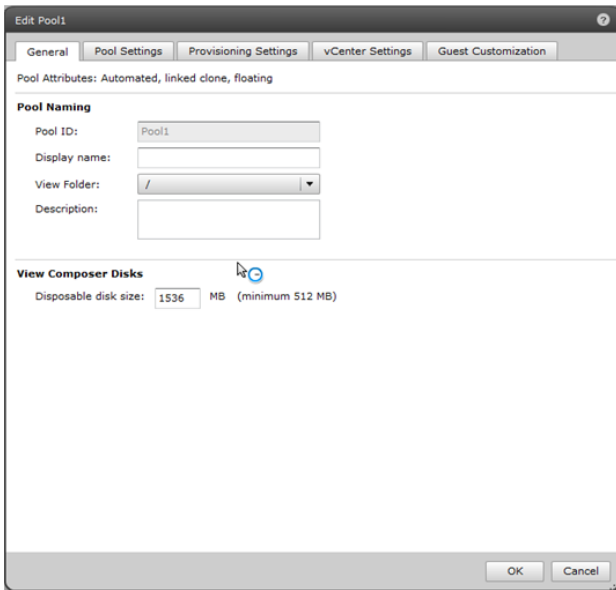 Edit Pool1 ?
General Pool Settings Provisioning Settings vCenter Settings Guest Customization
Pool Attributes: Automated, linked clone, floating
Pool Naming
Pool ID: Pool1
Display name:
View Folder: /
Description:
View Composer Disks
Disposable disk size: 1536 MB (minimum 512 MB)
OK Cancel